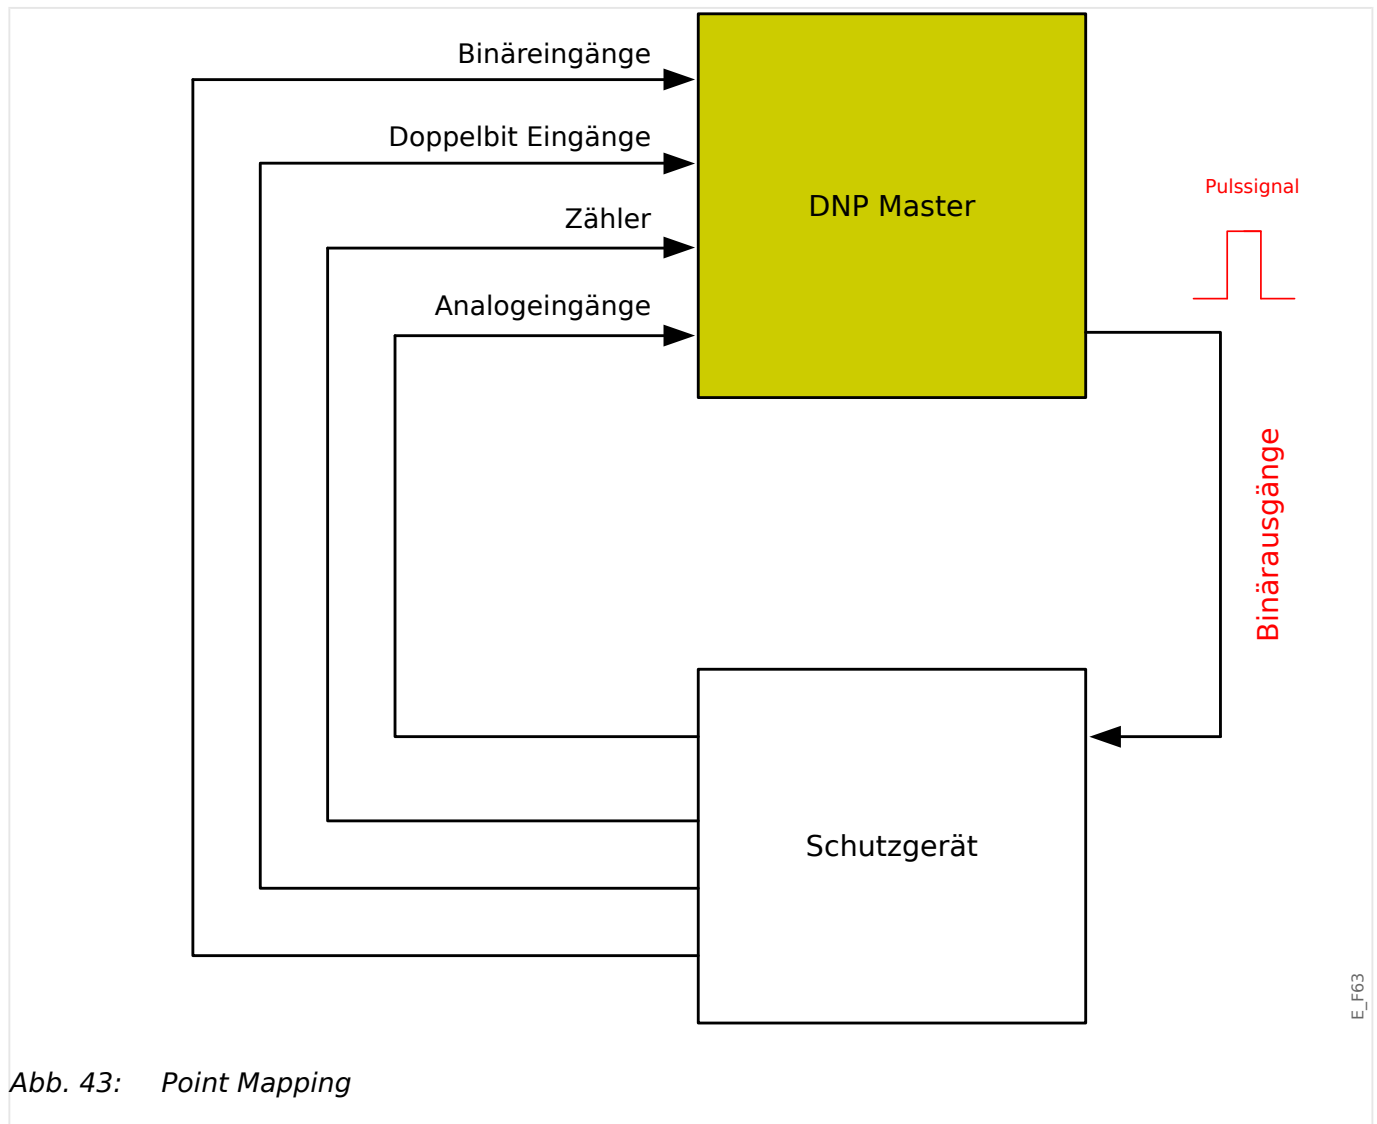 Binäreingänge
Doppelbit Eingänge
Zähler
Analogeingänge
DNP Master
Pulssignal
Binärausgänge
Schutzgerät
E_F63
Abb. 43: Point Mapping